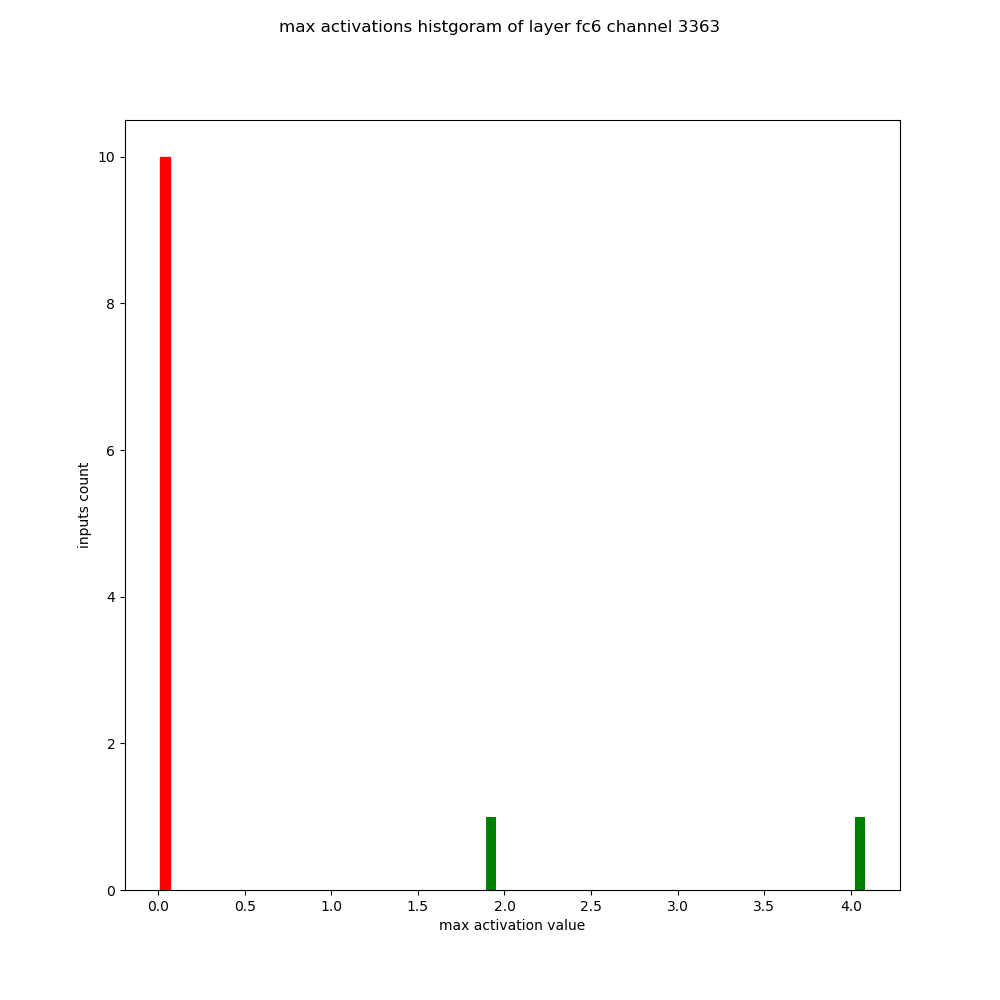 max activations histgoram of layer fc6 channel 3363
10
8
6
4
2
0
inputs count
0.0 0.5 1.0 1.5 2.0 2.5 3.0 3.5 4.0
max activation value